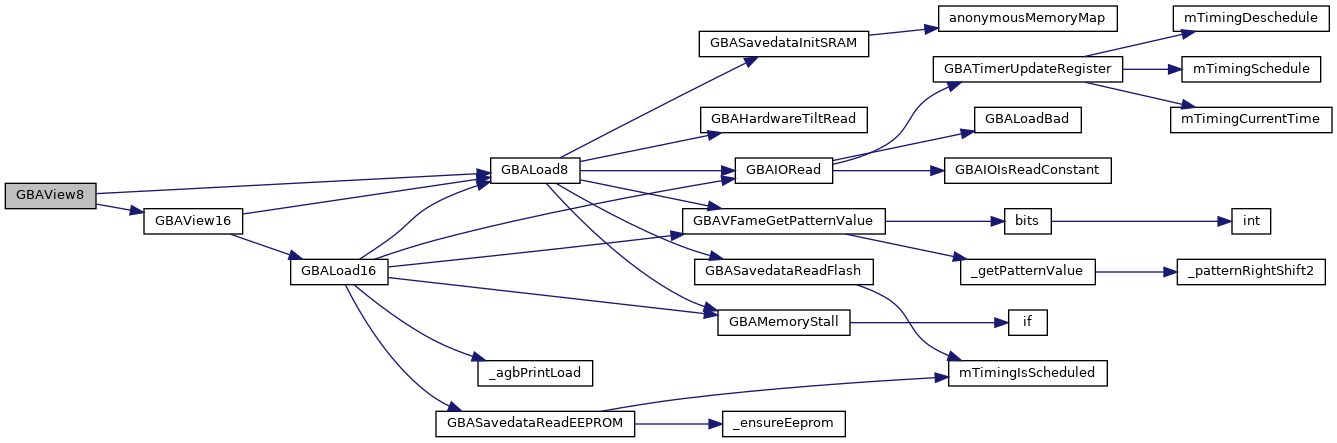 GBAView8
GBAView16
GBALoad16
GBALoad8
_agbPrintLoad
GBASavedataReadEEPROM
GBASavedataInitSRAM
GBAHardwareTiltRead
GBAIORead
GBAVFameGetPatternValue
GBASavedataReadFlash
GBAMemoryStall
_ensureEeprom
anonymousMemoryMap
GBATimerUpdateRegister
GBALoadBad
GBAIOIsReadConstant
bits
_getPatternValue
if
mTimingIsScheduled
mTimingDeschedule
mTimingSchedule
mTimingCurrentTime
int
_patternRightShift2